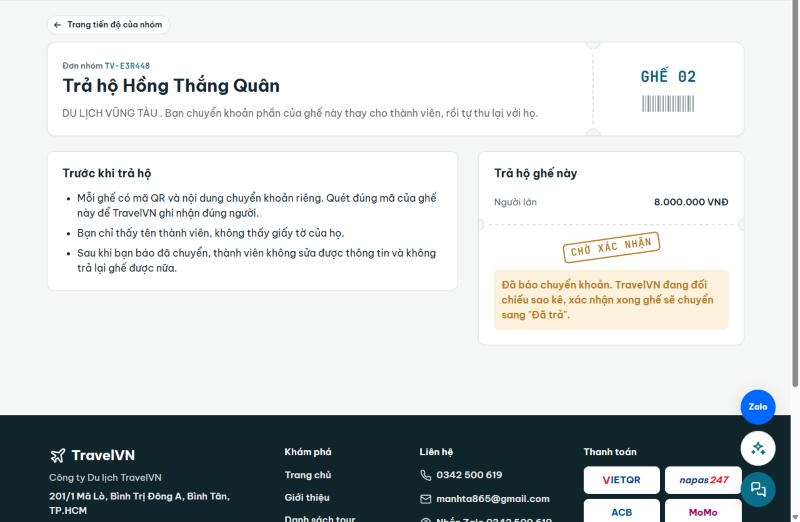 ← Trang tiến độ của nhóm
Đơn nhóm TV-E3R448
Trả hộ Hồng Thắng Quân
DU LỊCH VŨNG TÀU . Bạn chuyển khoản phần của ghế này thay cho thành viên, rồi tự thu lại với họ.
GHẾ 02
Trước khi trả hộ
• Mỗi ghế có mã QR và nội dung chuyển khoản riêng. Quét đúng mã của ghế
này để TravelVN ghi nhận đúng người.
• Bạn chỉ thấy tên thành viên, không thấy giấy tờ của họ.
• Sau khi bạn báo đã chuyển, thành viên không sửa được thông tin và không
trả lại ghế được nữa.
Trả hộ ghế này
Người lớn 8.000.000 VNĐ
CHỜ XÁC NHẬN
Đã báo chuyển khoản. TravelVN đang đối
chiếu sao kê, xác nhận xong ghế sẽ chuyển
sang "Đã trả".
Zalo
TravelVN
Công ty Du lịch TravelVN
201/1 Mã Lò, Bình Trị Đông A, Bình Tân,
TP.HCM
Khám phá
Trang chủ
Giới thiệu
Danh sách tour
Liên hệ
0342 500 619
manhta865@gmail.com
Nhắn Zalo 0342 500 619
Thanh toán
VIETQR
napas 247
ACB
MoMo